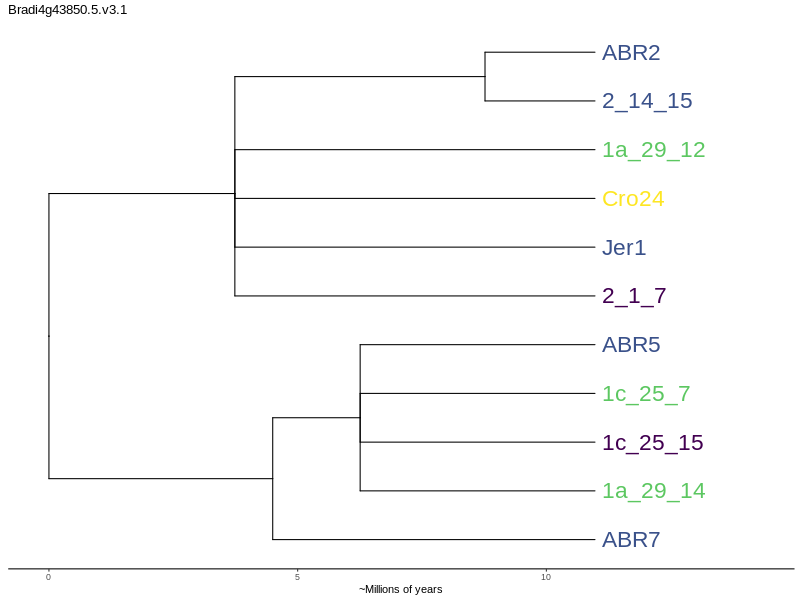 Bradi4g43850.5.v3.1
ABR2
2_14_15
1a_29_12
Cro24
Jer1
2_1_7
ABR5
1c_25_7
1c_25_15
1a_29_14
ABR7
0 5 10
~Millions of years